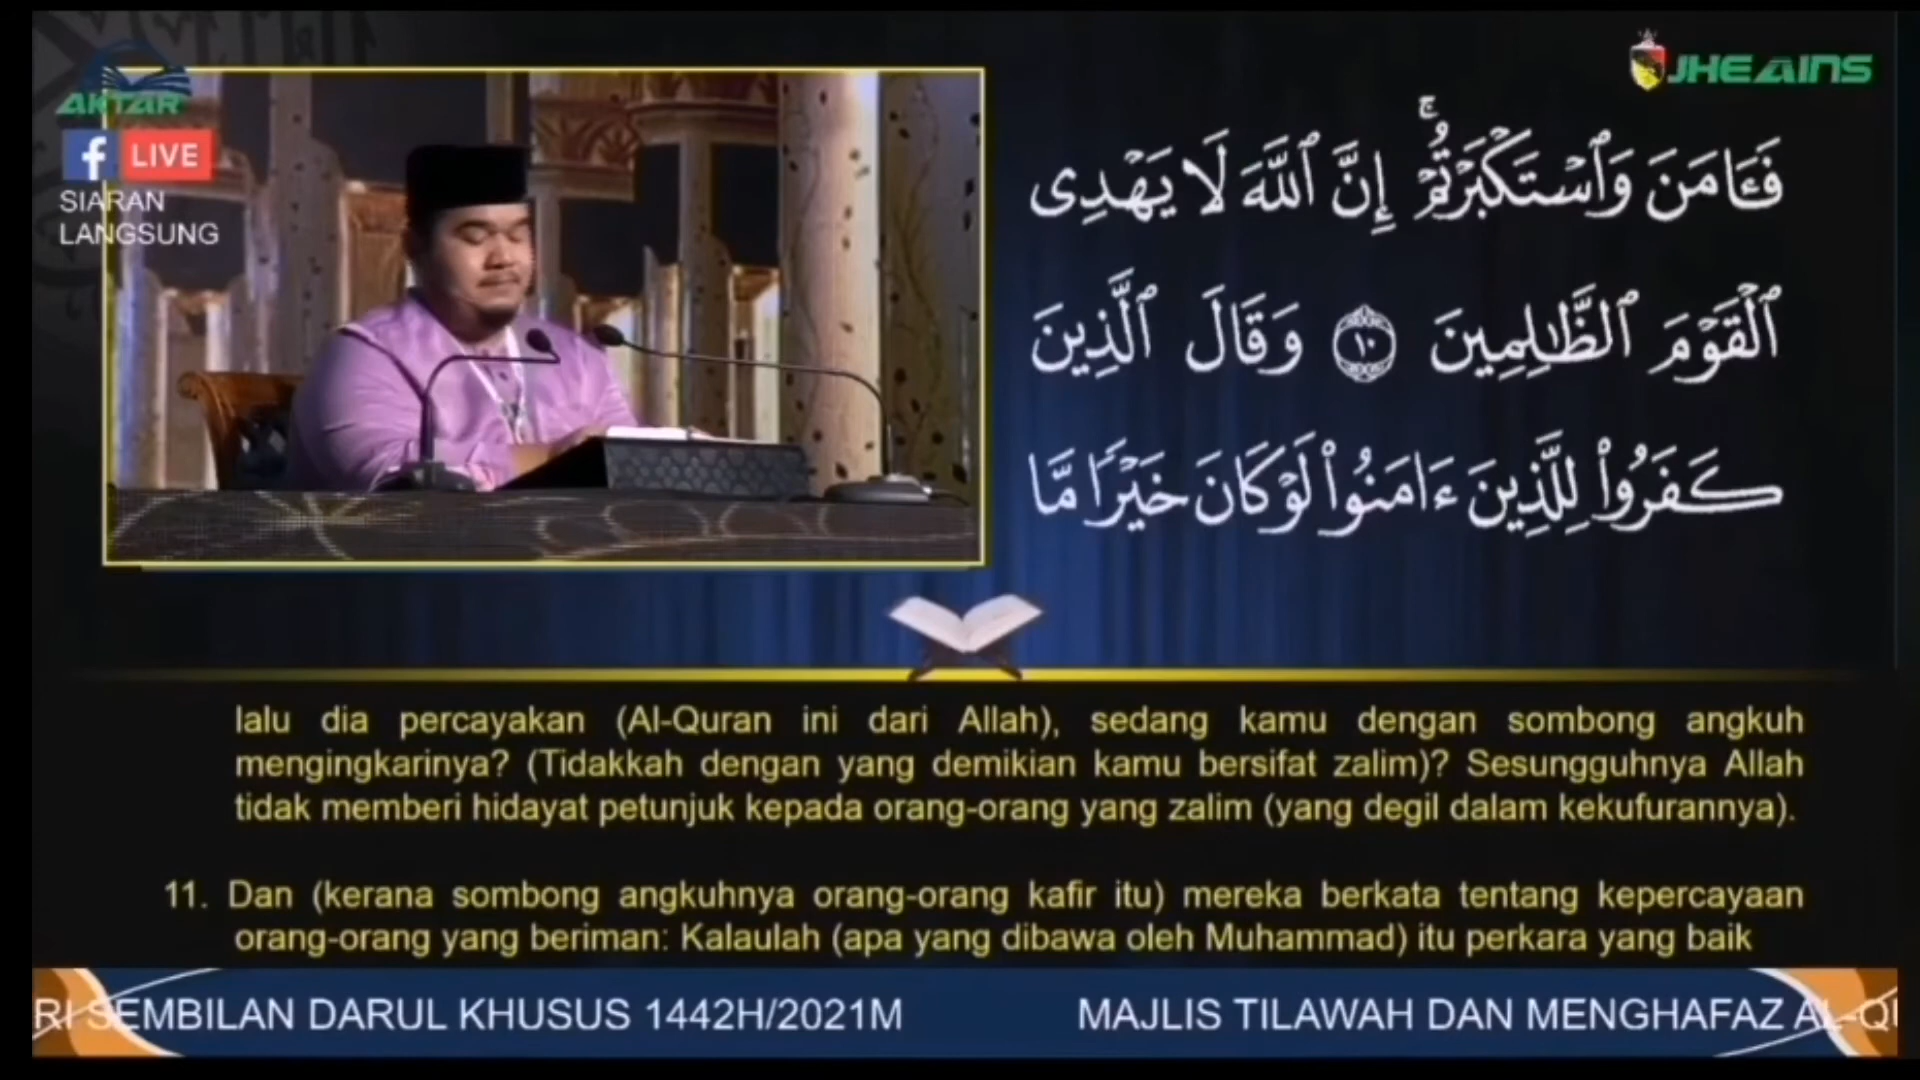 AKTAR
f LIVE
SIARAN
LANGSUNG
JHEAINS
فَـَٔامَنَ وَٱسْتَكْبَرْتُمْ ۚ إِنَّ ٱللَّهَ لَا يَهْدِى
ٱلْقَوْمَ ٱلظَّٰلِمِينَ ١٠ وَقَالَ ٱلَّذِينَ
كَفَرُوا۟ لِلَّذِينَ ءَامَنُوا۟ لَوْ كَانَ خَيْرًا مَّا
lalu dia percayakan (Al-Quran ini dari Allah), sedang kamu dengan sombong angkuh
mengingkarinya? (Tidakkah dengan yang demikian kamu bersifat zalim)? Sesungguhnya Allah
tidak memberi hidayat petunjuk kepada orang-orang yang zalim (yang degil dalam kekufurannya).
11. Dan (kerana sombong angkuhnya orang-orang kafir itu) mereka berkata tentang kepercayaan
orang-orang yang beriman: Kalaulah (apa yang dibawa oleh Muhammad) itu perkara yang baik
RI SEMBILAN DARUL KHUSUS 1442H/2021M MAJLIS TILAWAH DAN MENGHAFAZ AL-QU